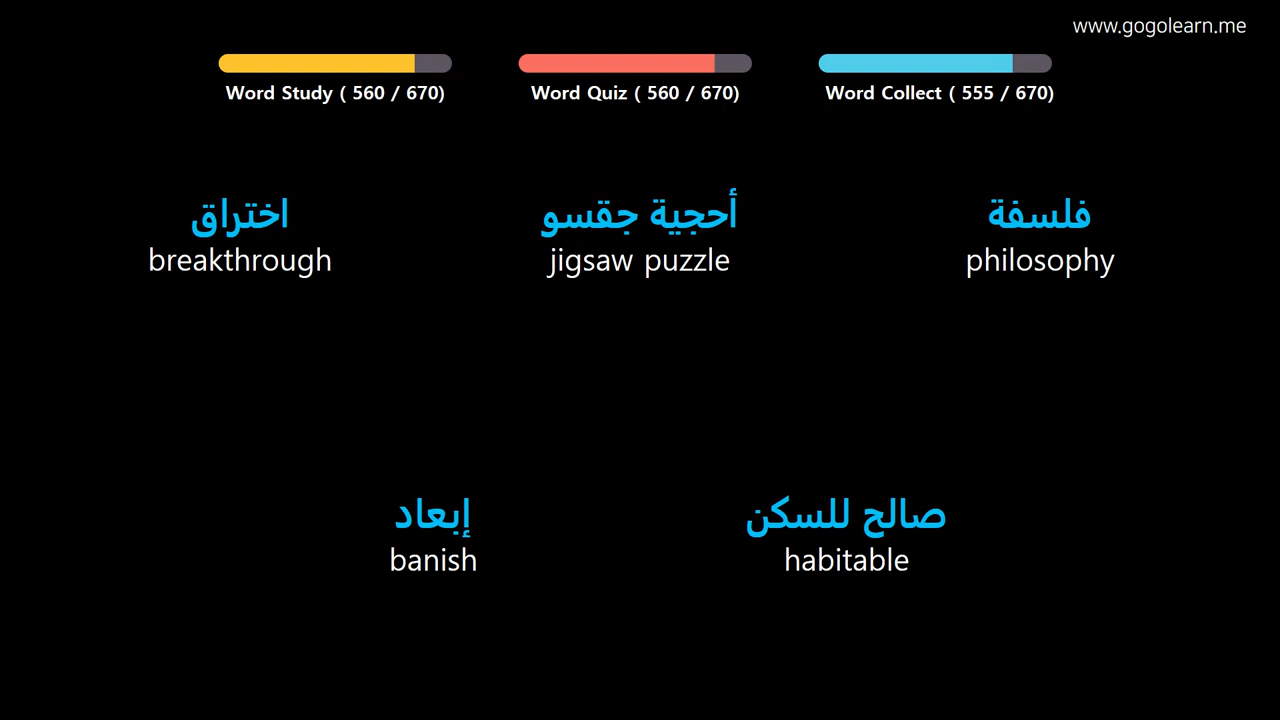 www.gogolearn.me
Word Study ( 560 / 670)
Word Quiz ( 560 / 670)
Word Collect ( 555 / 670)
اختراق
breakthrough
أحجية جقسو
jigsaw puzzle
فلسفة
philosophy
إبعاد
banish
صالح للسكن
habitable